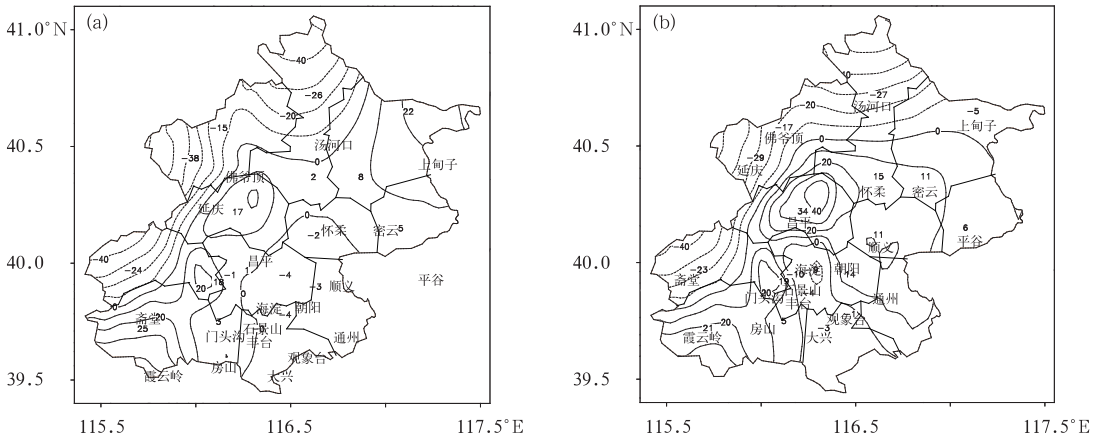 (a)
41.0°N
40.5
40.0
39.5
115.5
116.5
117.5°E
-40
-26
-20
-15
-38
22
汤河口
0
2
8
上甸子
佛爷顶
延庆
17
0
-2
怀柔
密云
5
-40
-24
昌平
-1
1
-4
18
20
0
-3
顺义
平谷
0
斋堂
20
25
5
海淀
朝阳
-4
门头沟
石景山
丰台
通州
观象台
房山
霞云岭
大兴
(b)
41.0°N
40.5
40.0
39.5
115.5
116.5
117.5°E
-27
-20
汤河口
-5
上甸子
-17
佛爷顶
0
0
-29
延庆
20
15
怀柔
11
密云
34
40
昌平
20
0
11
顺义
6
平谷
-40
-23
斋堂
海淀
-10
朝阳
14
19
石景山
20
门头沟
丰台
通州
-20
-21
霞云岭
房山
5
观象台
-3
大兴